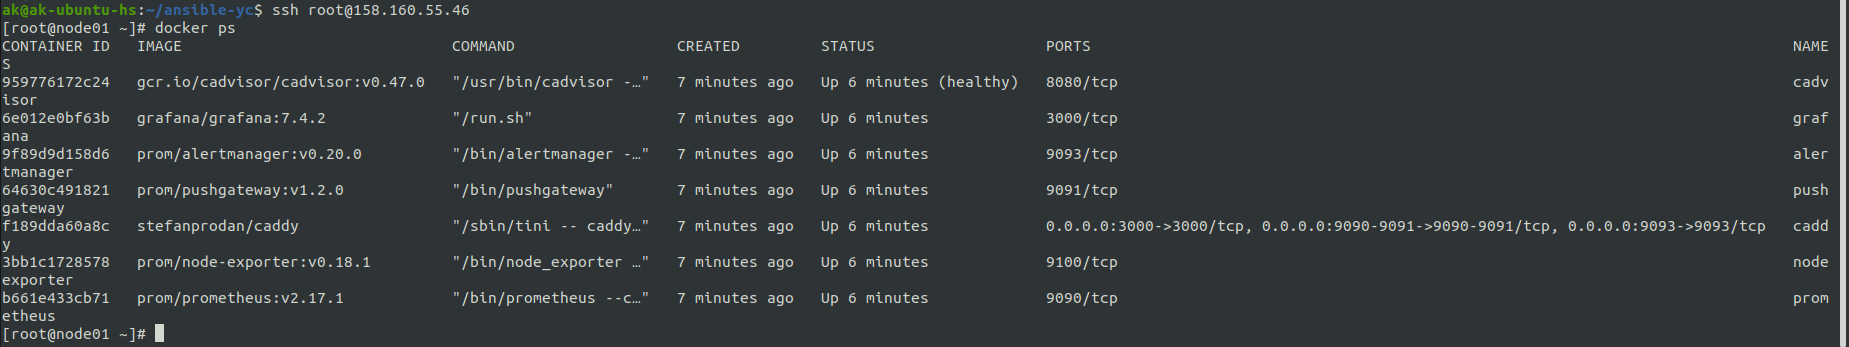 ak@ak-ubuntu-hs:~/ansible-yc$ ssh root@158.160.55.46
[root@node01 ~]# docker ps
CONTAINER ID   IMAGE                              COMMAND                  CREATED         STATUS                   PORTS                                                                              NAME
S
959776172c24   gcr.io/cadvisor/cadvisor:v0.47.0   "/usr/bin/cadvisor -…"   7 minutes ago   Up 6 minutes (healthy)   8080/tcp                                                                           cadv
isor
6e012e0bf63b   grafana/grafana:7.4.2              "/run.sh"                7 minutes ago   Up 6 minutes             3000/tcp                                                                           graf
ana
9f89d9d158d6   prom/alertmanager:v0.20.0          "/bin/alertmanager -…"   7 minutes ago   Up 6 minutes             9093/tcp                                                                           aler
tmanager
64630c491821   prom/pushgateway:v1.2.0            "/bin/pushgateway"       7 minutes ago   Up 6 minutes             9091/tcp                                                                           push
gateway
f189dda60a8c   stefanprodan/caddy                 "/sbin/tini -- caddy…"   7 minutes ago   Up 6 minutes             0.0.0.0:3000->3000/tcp, 0.0.0.0:9090-9091->9090-9091/tcp, 0.0.0.0:9093->9093/tcp   cadd
y
3bb1c1728578   prom/node-exporter:v0.18.1         "/bin/node_exporter …"   7 minutes ago   Up 6 minutes             9100/tcp                                                                           node
exporter
b661e433cb71   prom/prometheus:v2.17.1            "/bin/prometheus --c…"   7 minutes ago   Up 6 minutes             9090/tcp                                                                           prom
etheus
[root@node01 ~]#